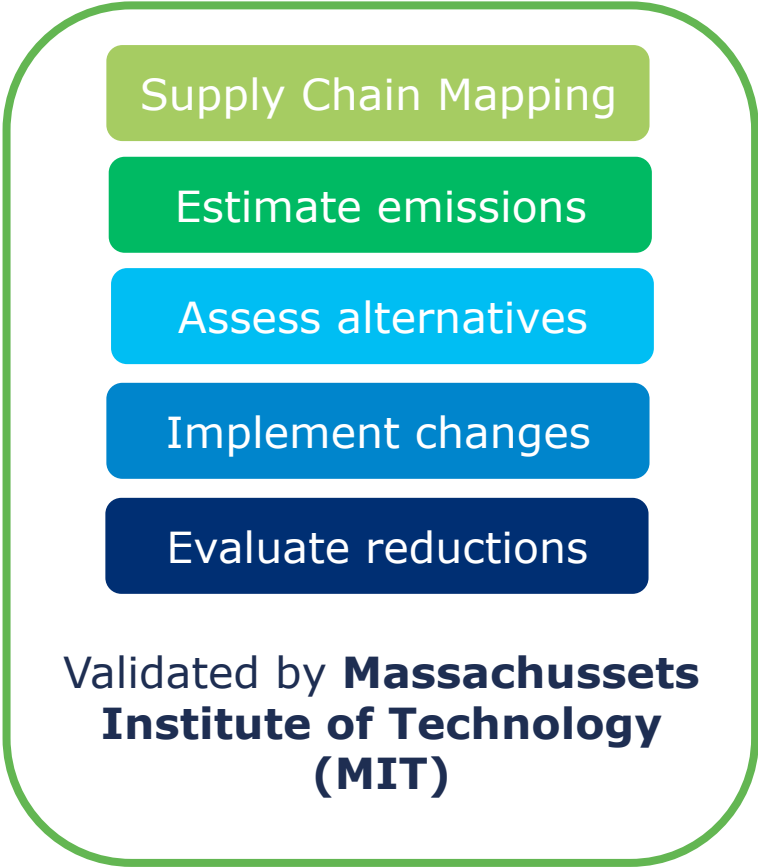 Supply Chain Mapping
Estimate emissions
Assess alternatives
Implement changes
Evaluate reductions
Validated by Massachussets
Institute of Technology
(MIT)